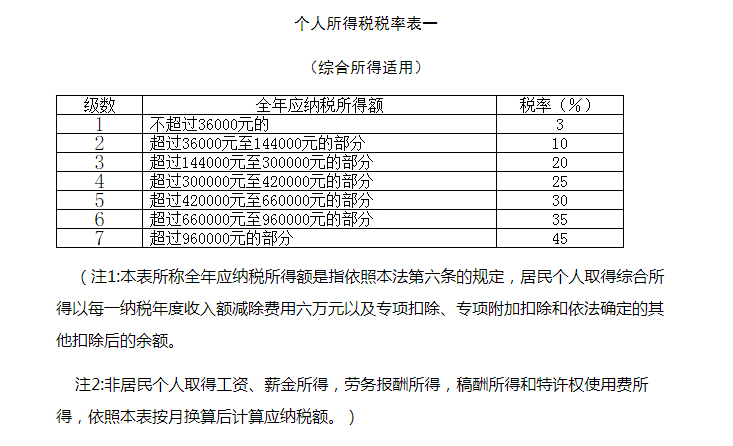 个人所得税税率表一
（综合所得适用）
级数 全年应纳税所得额 税率（%）
1 不超过36000元的 3
2 超过36000元至144000元的部分 10
3 超过144000元至300000元的部分 20
4 超过300000元至420000元的部分 25
5 超过420000元至660000元的部分 30
6 超过660000元至960000元的部分 35
7 超过960000元的部分 45
（注1:本表所称全年应纳税所得额是指依照本法第六条的规定，居民个人取得综合所
得以每一纳税年度收入额减除费用六万元以及专项扣除、专项附加扣除和依法确定的其
他扣除后的余额。
注2:非居民个人取得工资、薪金所得，劳务报酬所得，稿酬所得和特许权使用费所
得，依照本表按月换算后计算应纳税额。）